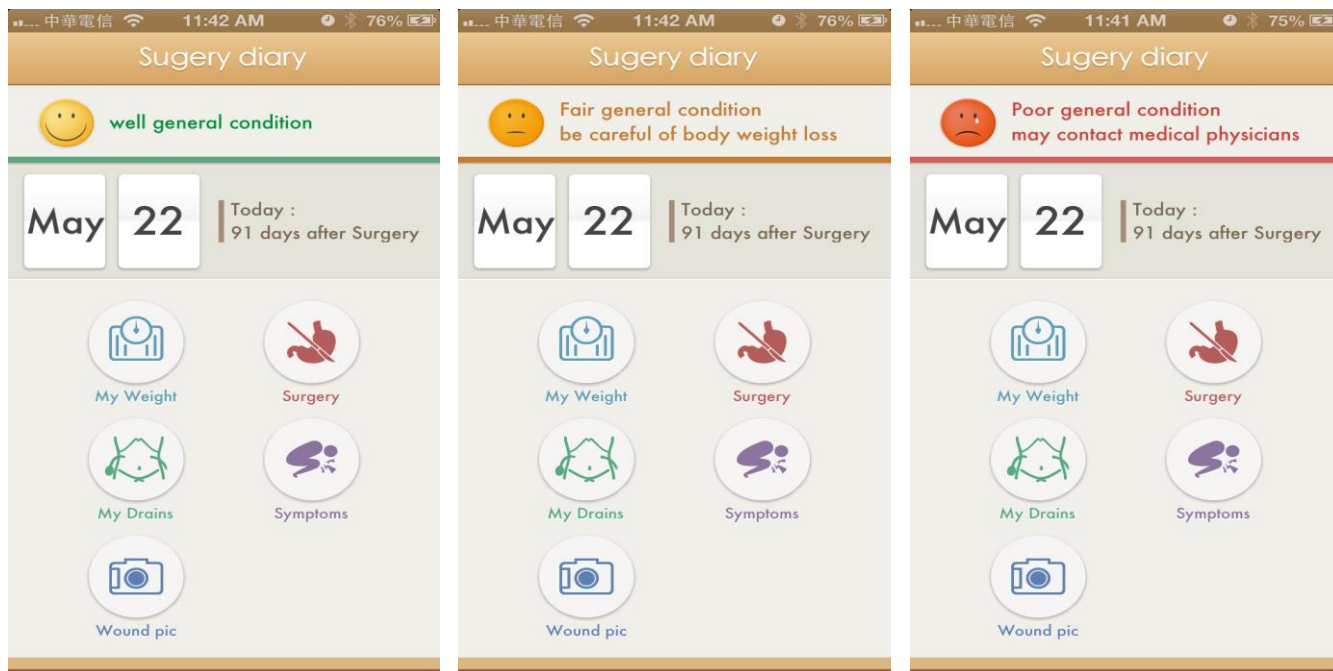 中華電信 11:42 AM 76%
Sugery diary
well general condition
May 22
Today :
91 days after Surgery
My Weight
Surgery
My Drains
Symptoms
Wound pic
中華電信 11:42 AM 76%
Sugery diary
Fair general condition
be careful of body weight loss
May 22
Today :
91 days after Surgery
My Weight
Surgery
My Drains
Symptoms
Wound pic
中華電信 11:41 AM 75%
Sugery diary
Poor general condition
may contact medical physicians
May 22
Today :
91 days after Surgery
My Weight
Surgery
My Drains
Symptoms
Wound pic